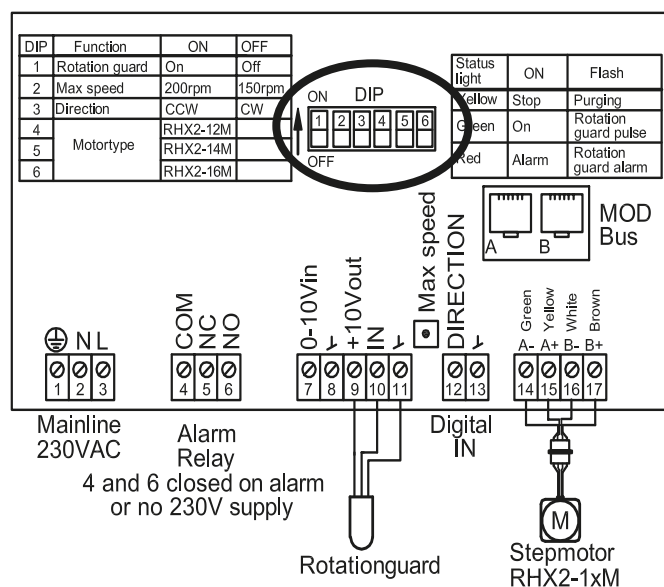 DIP Function ON OFF
1 Rotation guard On Off
2 Max speed 200rpm 150rpm
3 Direction CCW CW
4 Motortype RHX2-12M
5 RHX2-14M
6 RHX2-16M
ON DIP
1 2 3 4 5 6
OFF
Status light ON Flash
Yellow Stop Purging
Green On Rotation guard pulse
Red Alarm Rotation guard alarm
A B
MOD
Bus
N L
COM
NC
NO
0-10Vin
+10Vout
IN
Max speed
DIRECTION
Green
Yellow
White
Brown
A- A+ B- B+
1 2 3 4 5 6 7 8 9 10 11 12 13 14 15 16 17
Mainline
230VAC
Alarm
Relay
4 and 6 closed on alarm
or no 230V supply
Rotationguard
Digital
IN
M
Stepmotor
RHX2-1xM